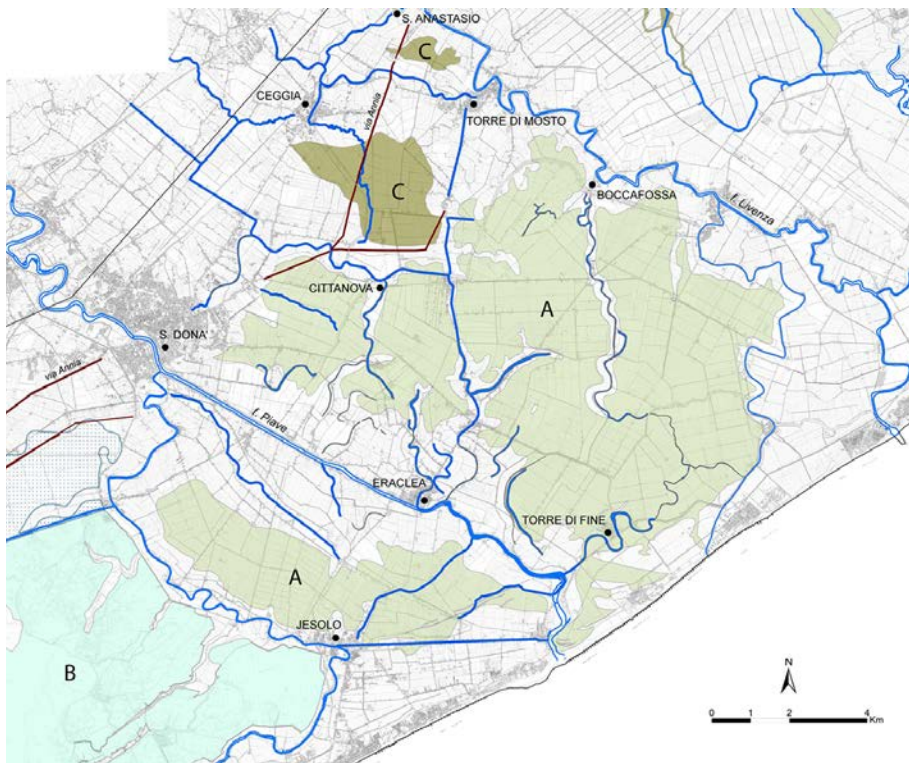 S. ANASTASIO
C
CEGGIA
via Annia
TORRE DI MOSTO
C
BOCCAFOSSA
f. Livenza
CITTANOVA
A
S. DONA'
via Annia
f. Piave
ERACLEA
TORRE DI FINE
A
JESOLO
B
N
0 1 2 4
Km